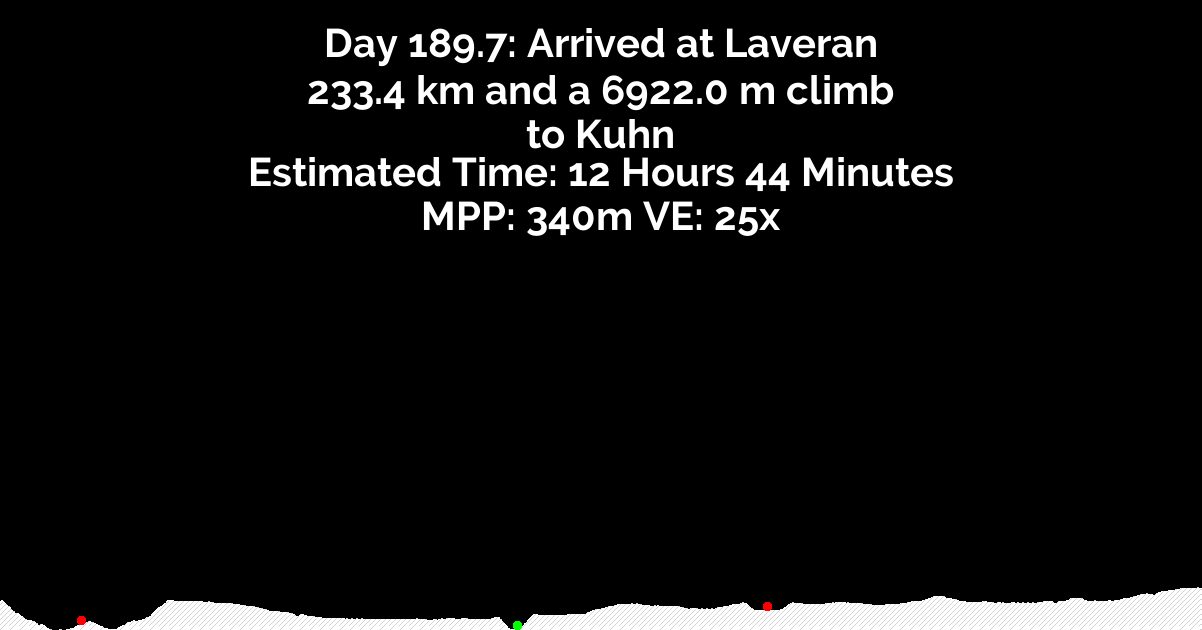 Day 189.7: Arrived at Laveran
233.4 km and a 6922.0 m climb
to Kuhn
Estimated Time: 12 Hours 44 Minutes
MPP: 340m VE: 25x